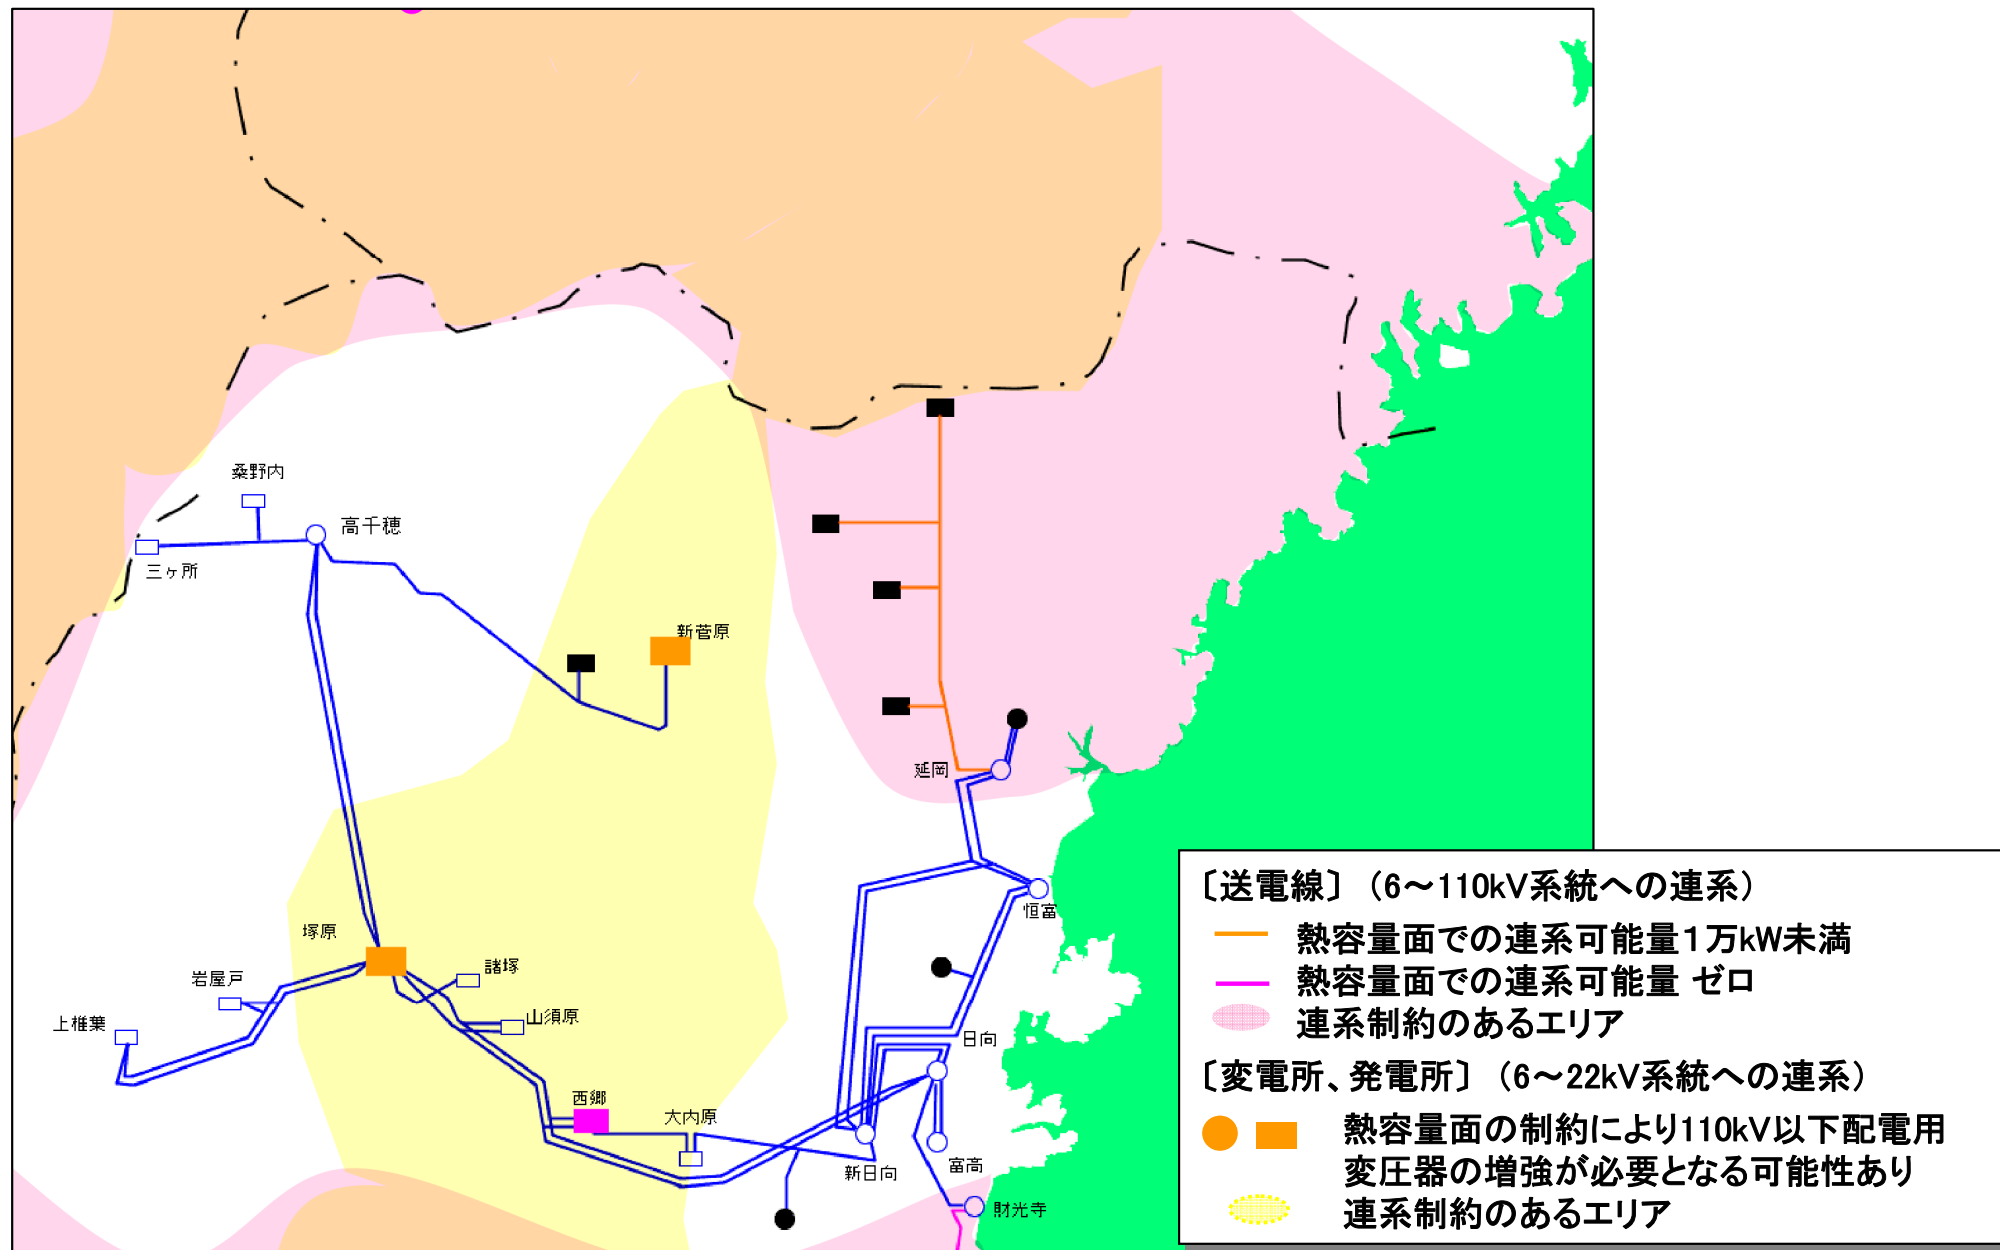 桑野内
高千穂
三ヶ所
新菅原
延岡
恒富
塚原
諸塚
岩屋戸
山須原
上椎葉
日向
西郷
大内原
新日向
富高
財光寺
〔送電線〕（6～110kV系統への連系）
熱容量面での連系可能量１万kW未満
熱容量面での連系可能量 ゼロ
連系制約のあるエリア
〔変電所、発電所〕（6～22kV系統への連系）
熱容量面の制約により110kV以下配電用
変圧器の増強が必要となる可能性あり
連系制約のあるエリア